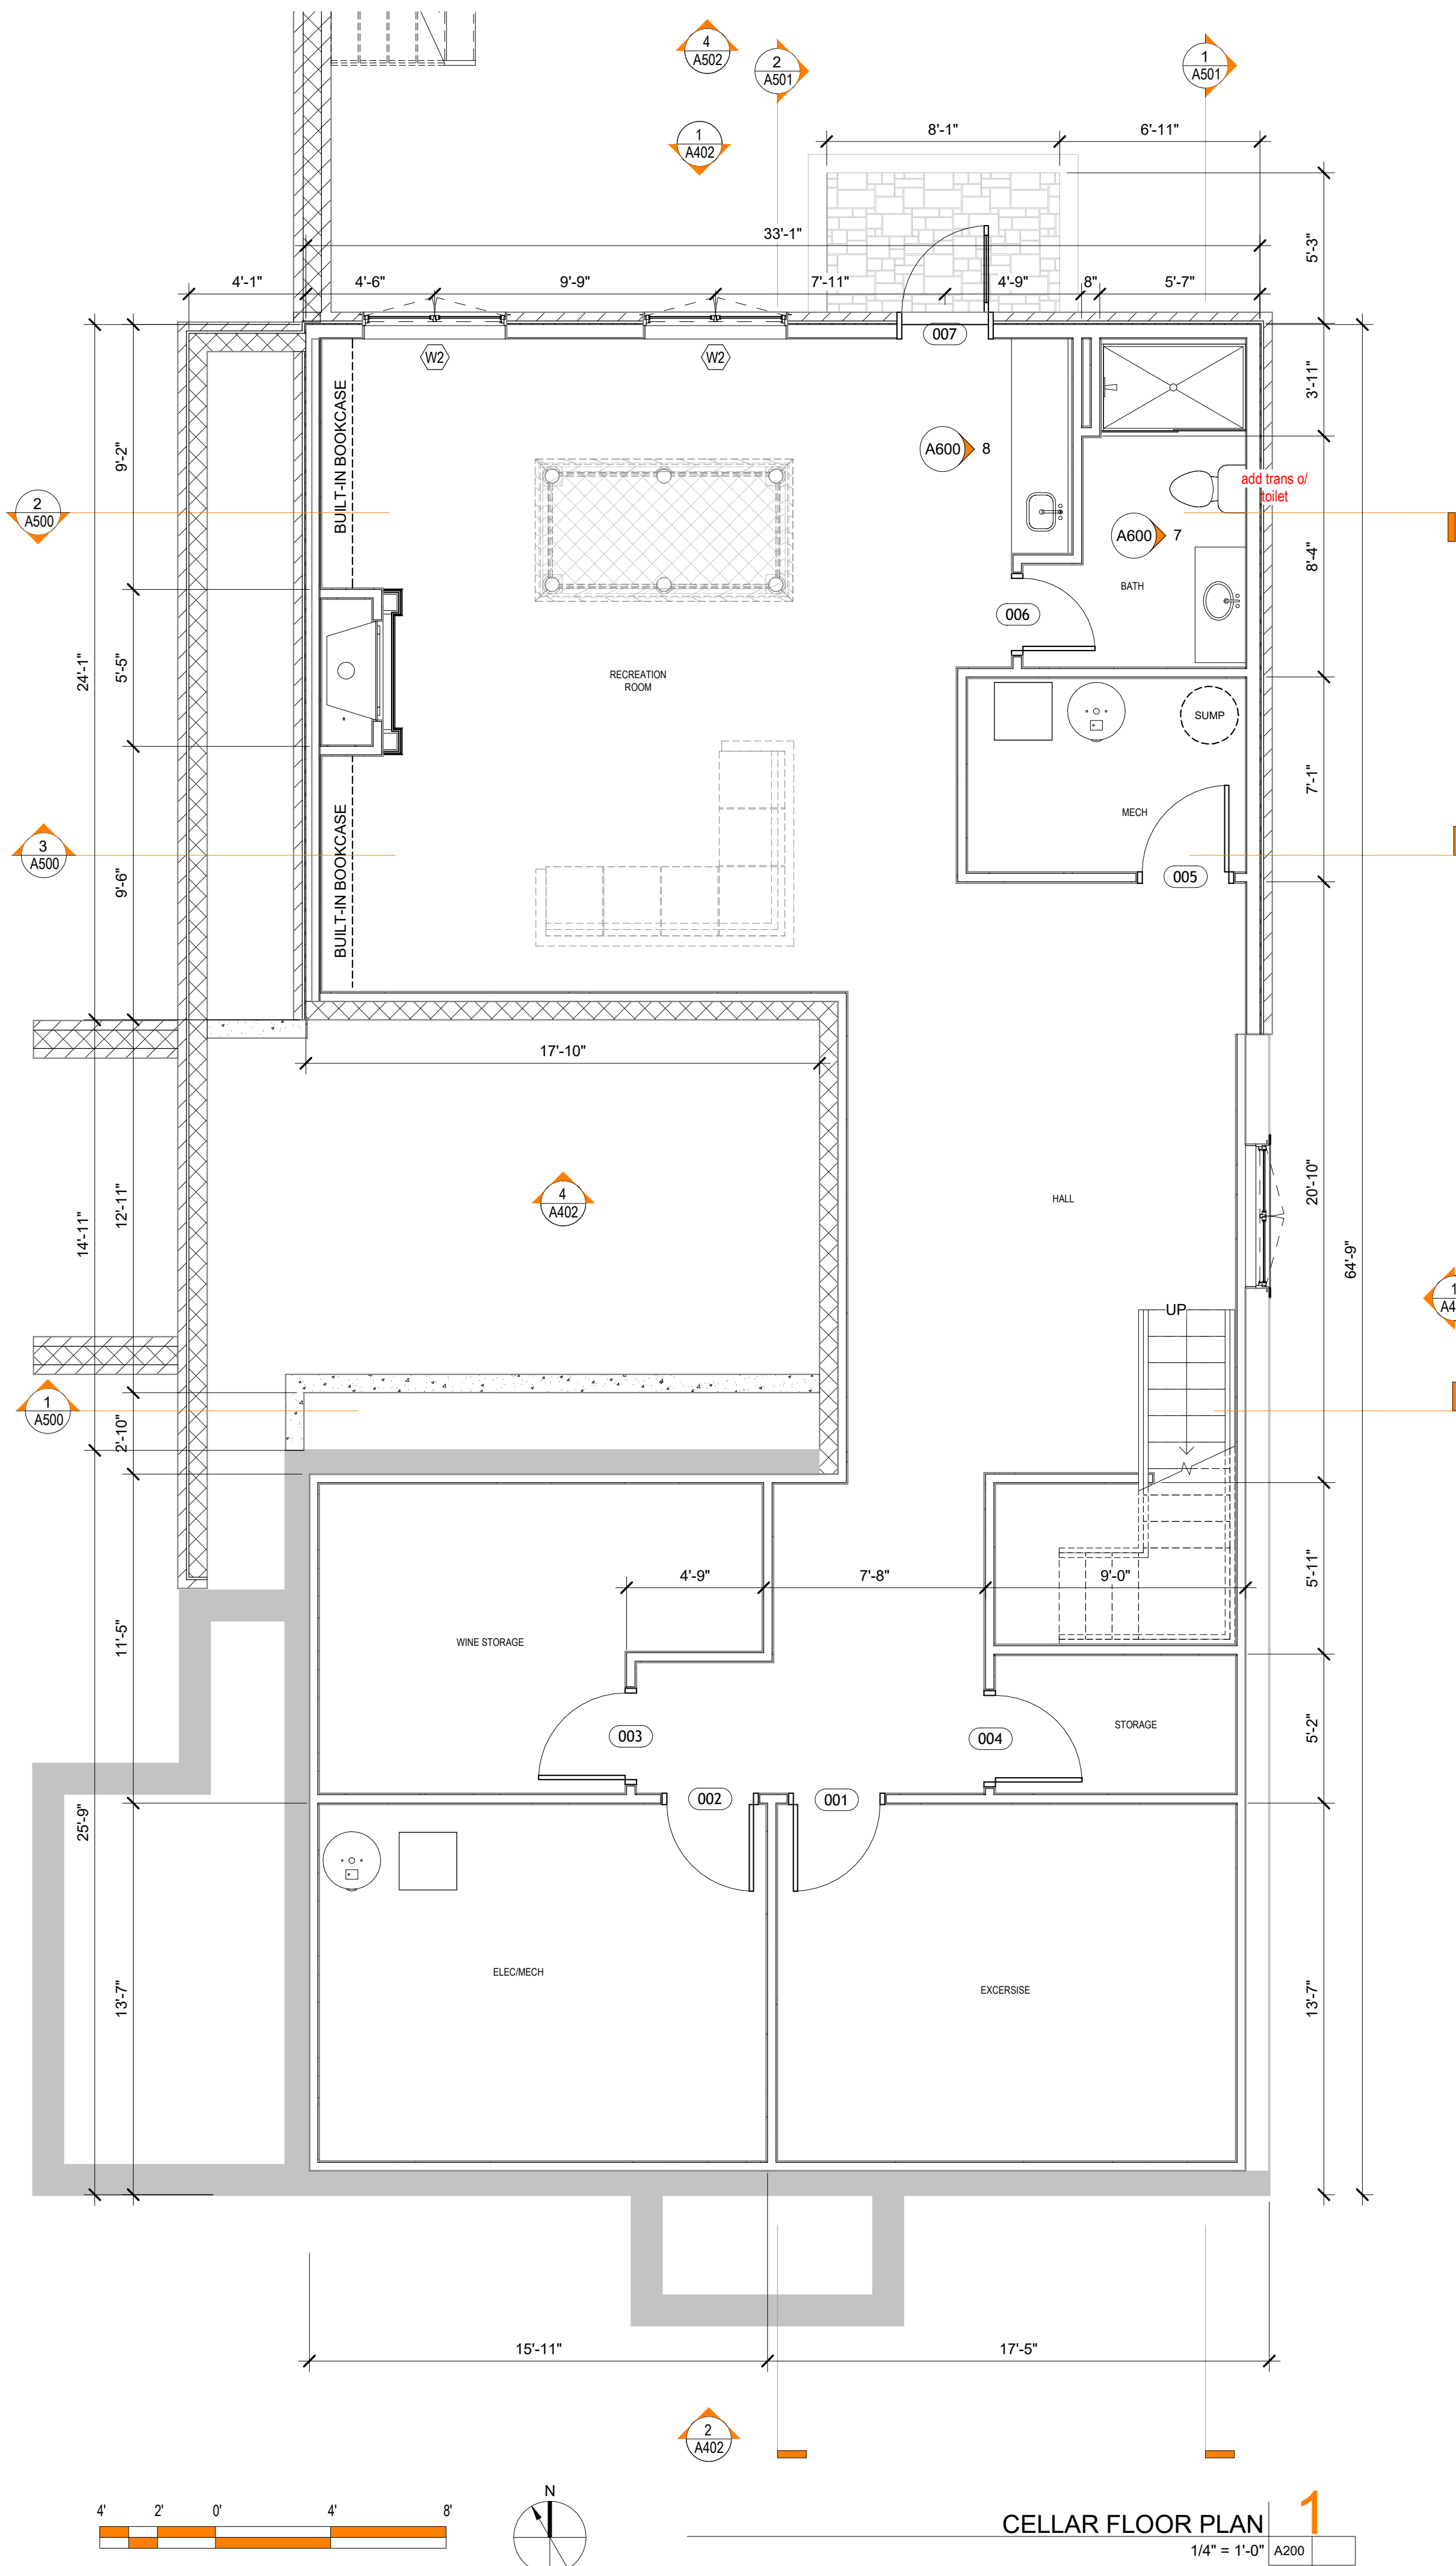 4
A502
2
A501
1
A501
1
A402
8'-1"
6'-11"
33'-1"
5'-3"
4'-1"
4'-6"
9'-9"
7'-11"
4'-9"
8"
5'-7"
007
W2
W2
BUILT-IN BOOKCASE
3'-11"
9'-2"
A600
8
add trans o/
toilet
2
A500
A600
7
8'-4"
BATH
006
24'-1"
5'-5"
RECREATION
ROOM
SUMP
7'-1"
MECH
3
A500
BUILT-IN BOOKCASE
9'-6"
005
17'-10"
4
A402
HALL
12'-11"
14'-11"
20'-10"
64'-9"
1
UP
1
A500
2'-10"
4'-9"
7'-8"
9'-0"
5'-11"
11'-5"
WINE STORAGE
003
004
STORAGE
5'-2"
002
001
25'-9"
ELEC/MECH
EXCERSISE
13'-7"
13'-7"
15'-11"
17'-5"
2
A402
4'
2'
0'
4'
8'
N
CELLAR FLOOR PLAN
1
1/4" = 1'-0"
A200